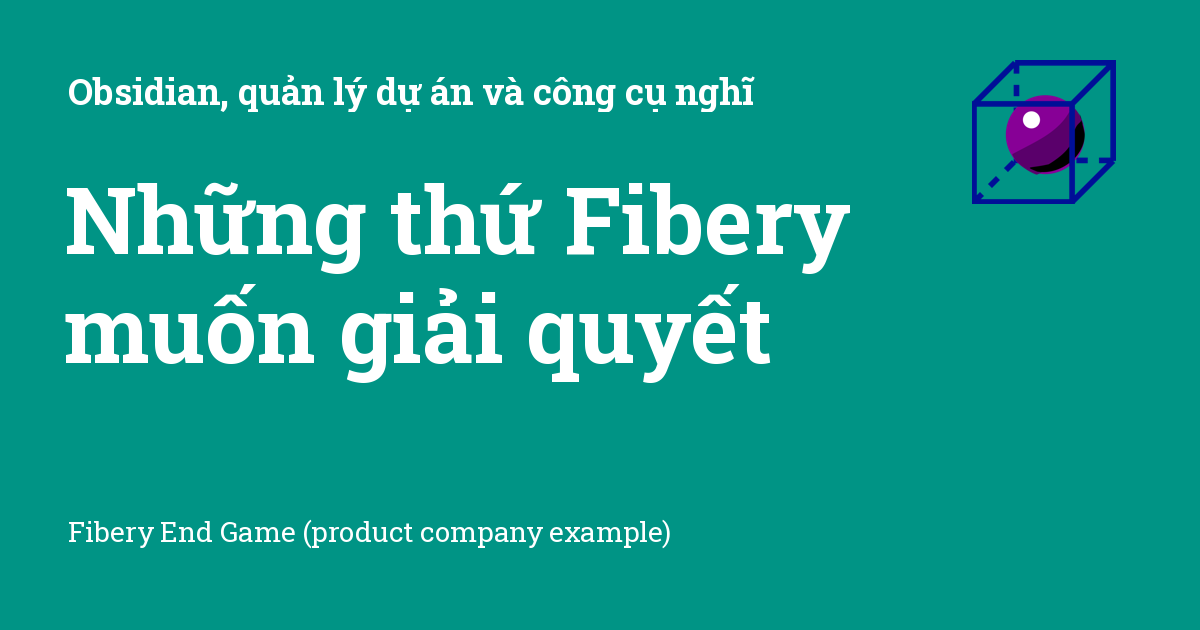 Obsidian, quản lý dự án và công cụ nghĩ
Những thứ Fibery
muốn giải quyết
Fibery End Game (product company example)